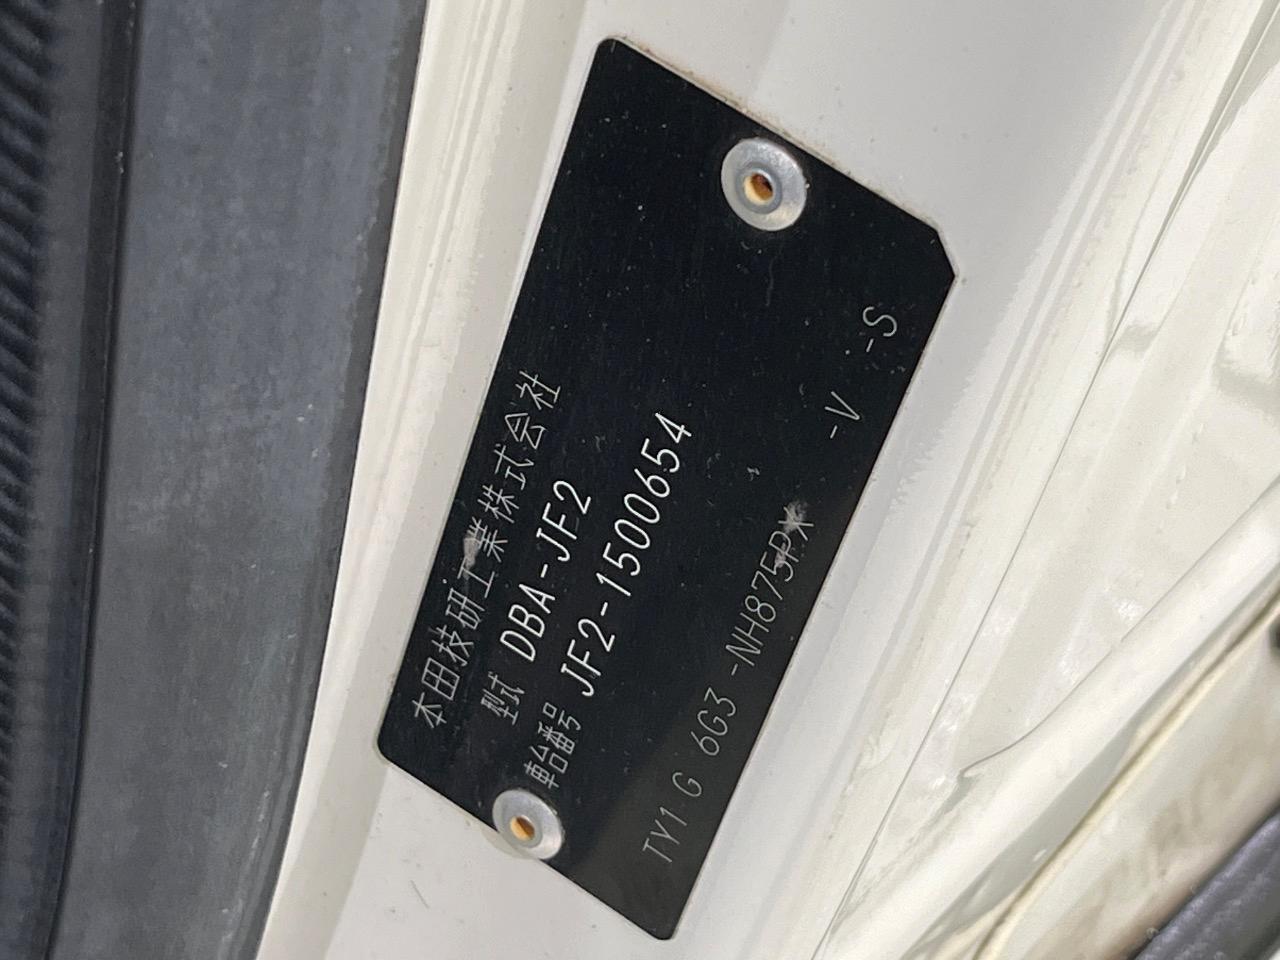 本田技研工業株式会社
型式 DBA-JF2
車台番号 JF2-1500654
TY1 G 6G3 -NH875PX -V -S